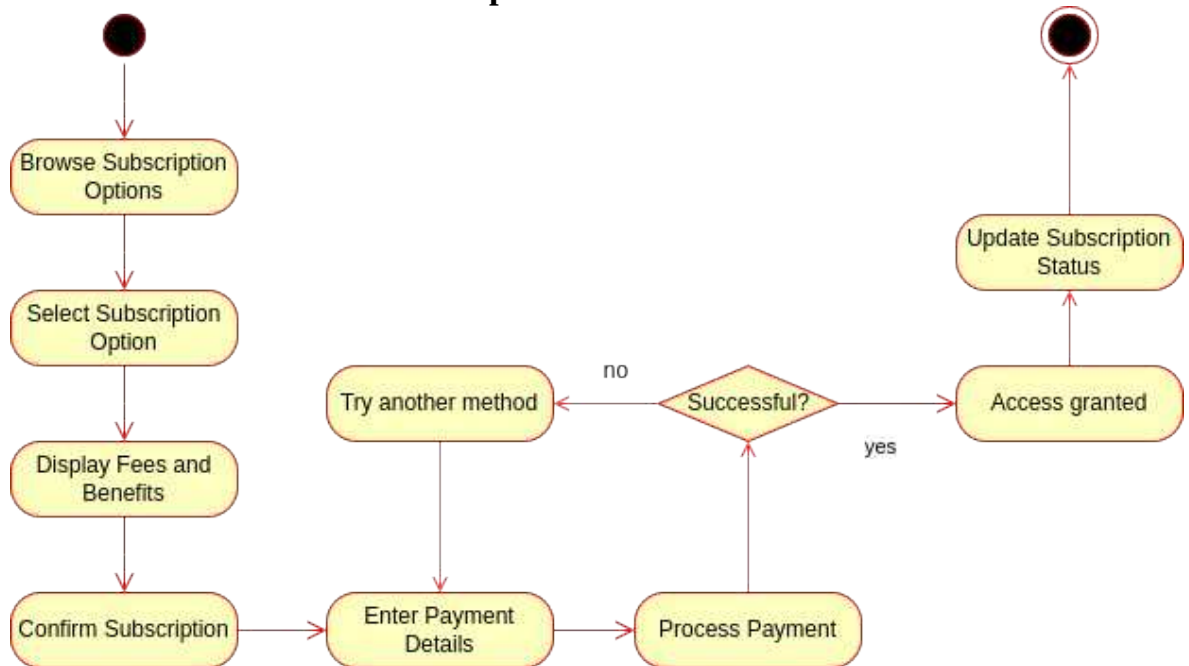 Browse Subscription
Options
Select Subscription
Option
Display Fees and
Benefits
Confirm Subscription
Enter Payment
Details
Process Payment
Successful?
no
Try another method
yes
Access granted
Update Subscription
Status